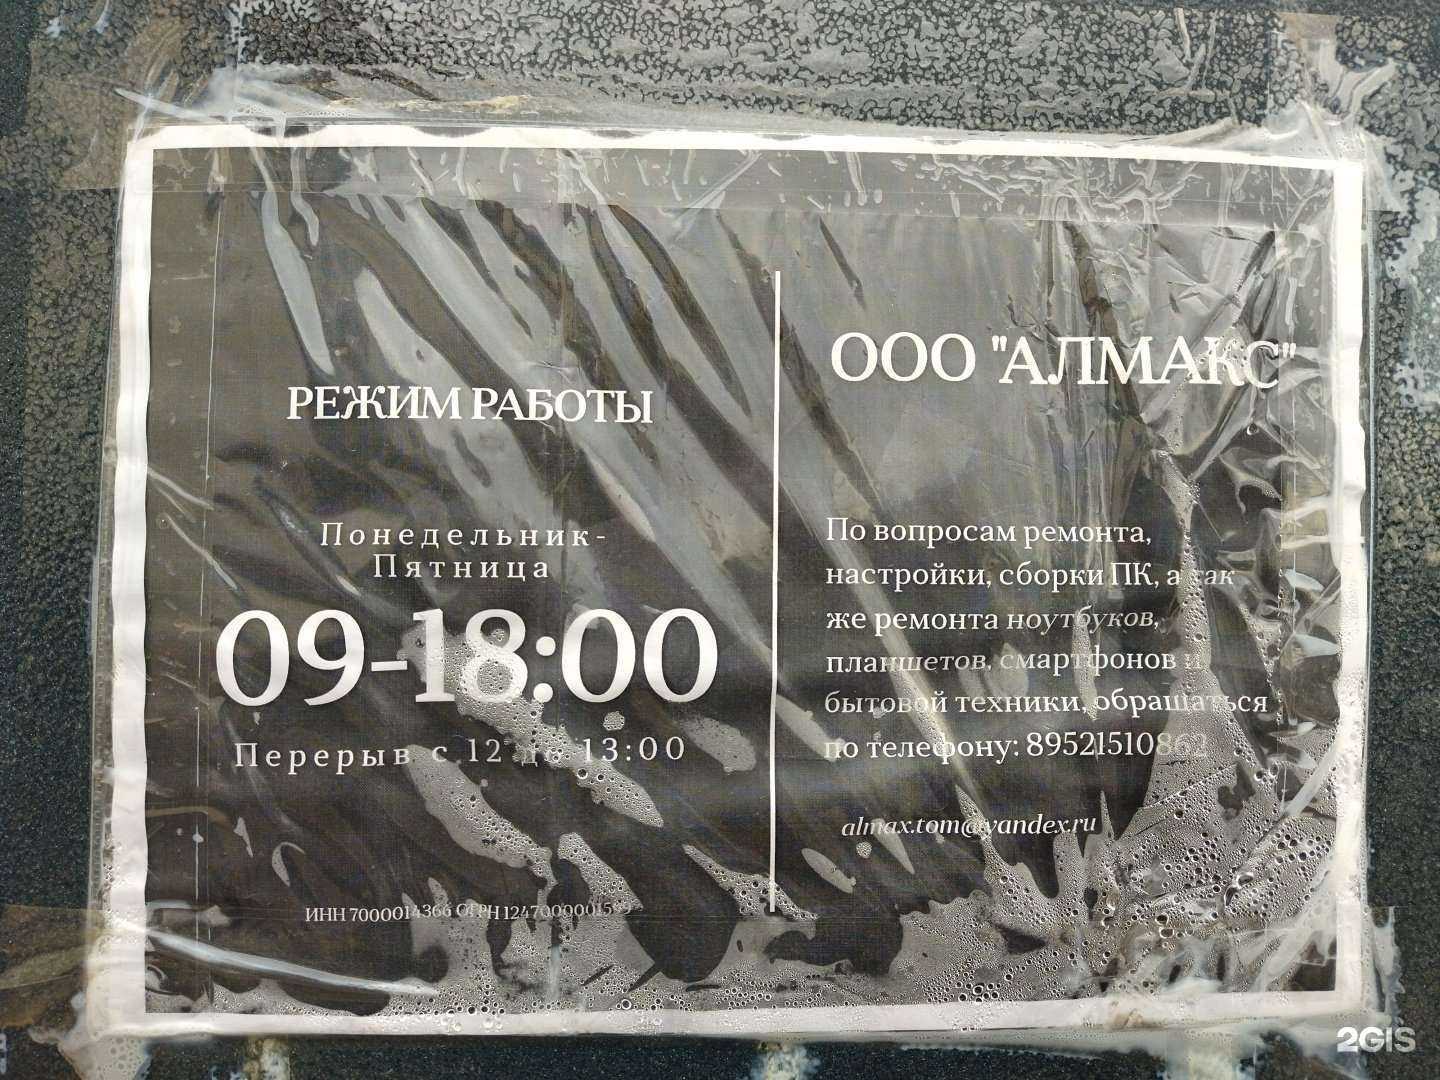 РЕЖИМ РАБОТЫ
Понедельник-
Пятница
09-18:00
Перерыв с 12 до 13:00
ИНН 7000014366 ОГРН 1247000001599
ООО "АЛМАКС"
По вопросам ремонта,
настройки, сборки ПК, а так
же ремонта ноутбуков,
планшетов, смартфонов и
бытовой техники, обращаться
по телефону: 89521510862
almax.tom@yandex.ru
2GIS